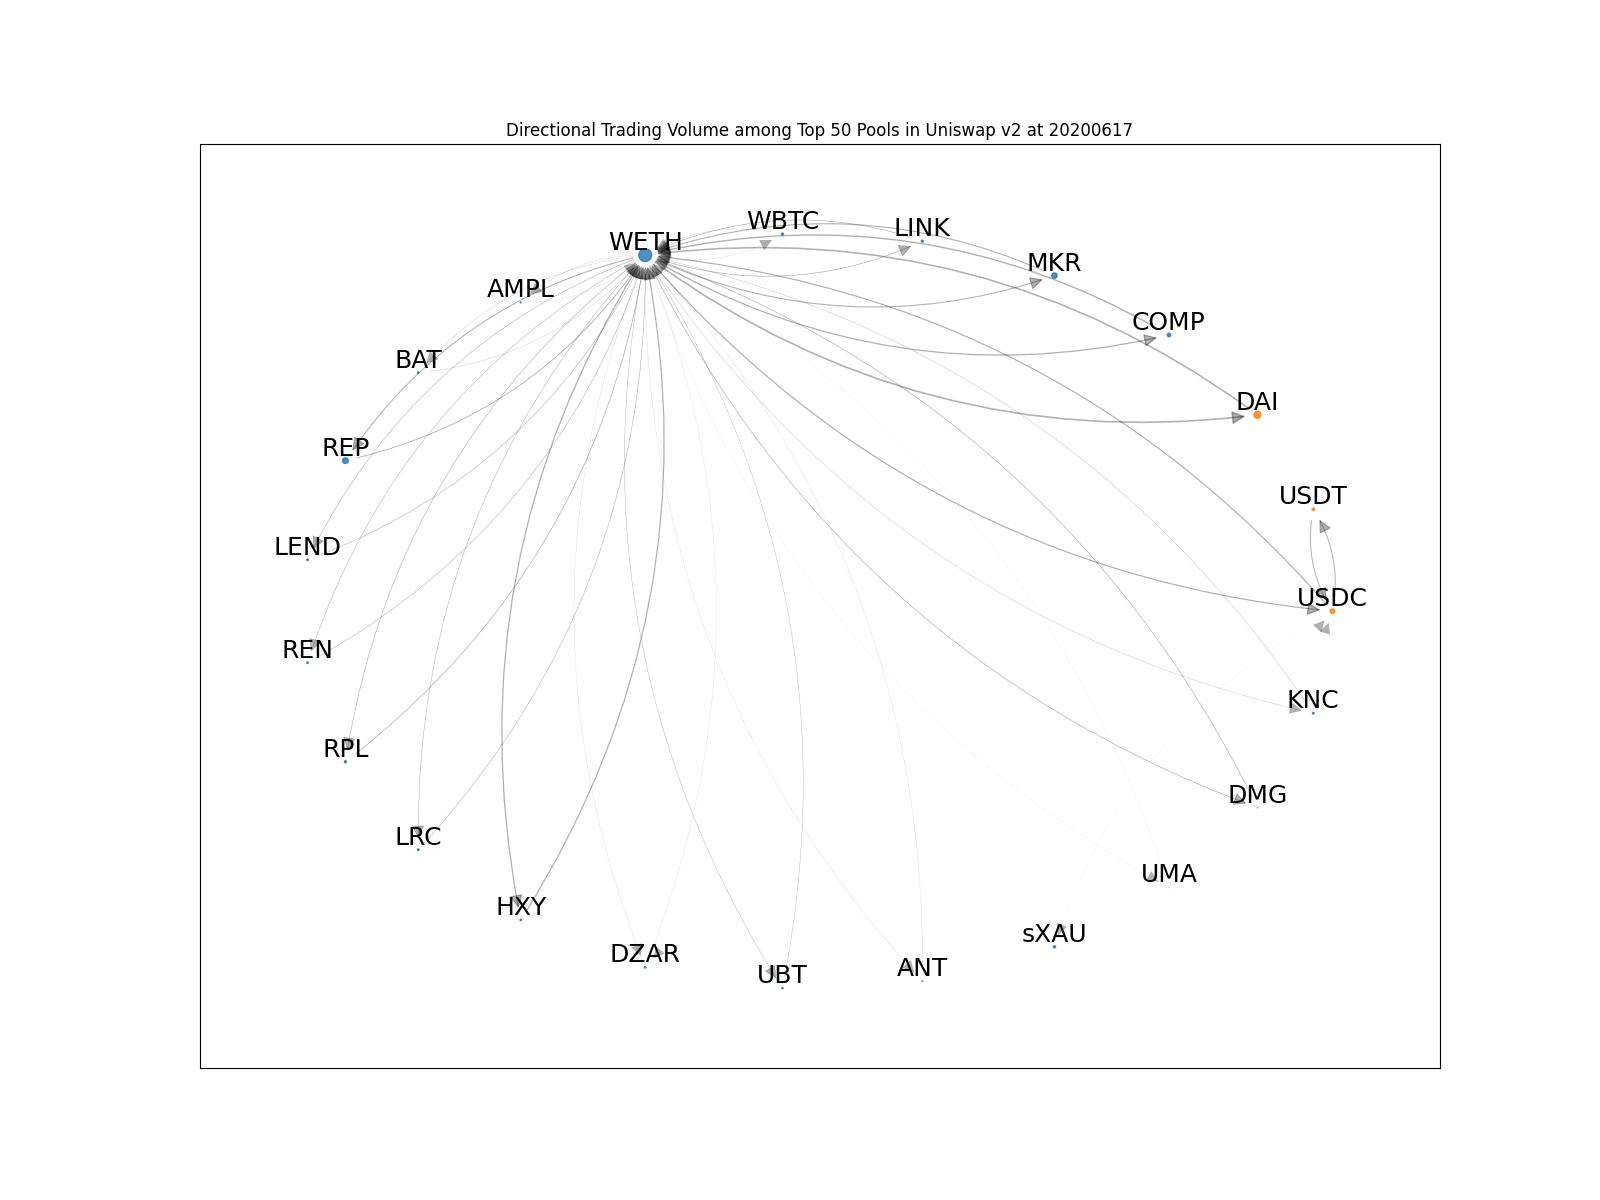 Directional Trading Volume among Top 50 Pools in Uniswap v2 at 20200617
WBTC
LINK
WETH
MKR
AMPL
COMP
BAT
DAI
REP
USDT
LEND
USDC
REN
KNC
RPL
DMG
LRC
UMA
HXY
sXAU
DZAR
ANT
UBT